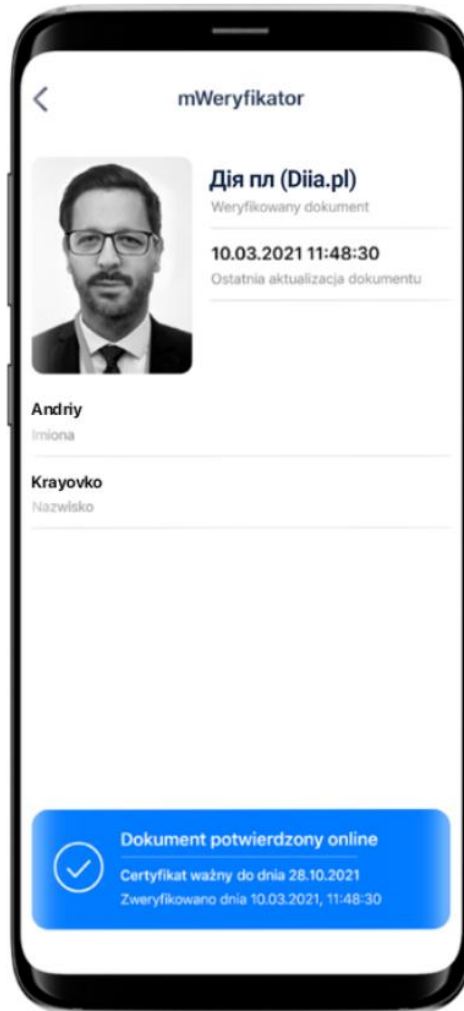 mWeryfikator
Дія пл (Diia.pl)
Weryfikowany dokument
10.03.2021 11:48:30
Ostatnia aktualizacja dokumentu
Andriy
Imiona
Krayovko
Nazwisko
Dokument potwierdzony online
Certyfikat ważny do dnia 28.10.2021
Zweryfikowano dnia 10.03.2021, 11:48:30